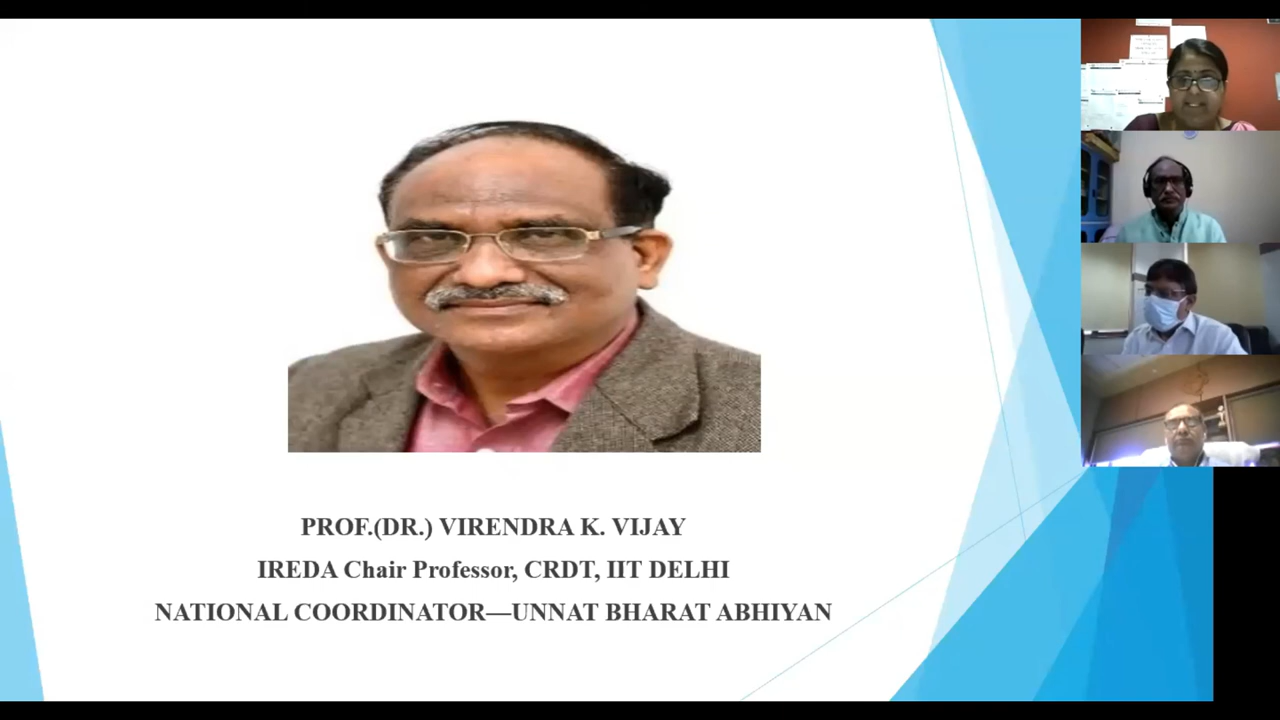 PROF.(DR.) VIRENDRA K. VIJAY
IREDA Chair Professor, CRDT, IIT DELHI
NATIONAL COORDINATOR—UNNAT BHARAT ABHIYAN